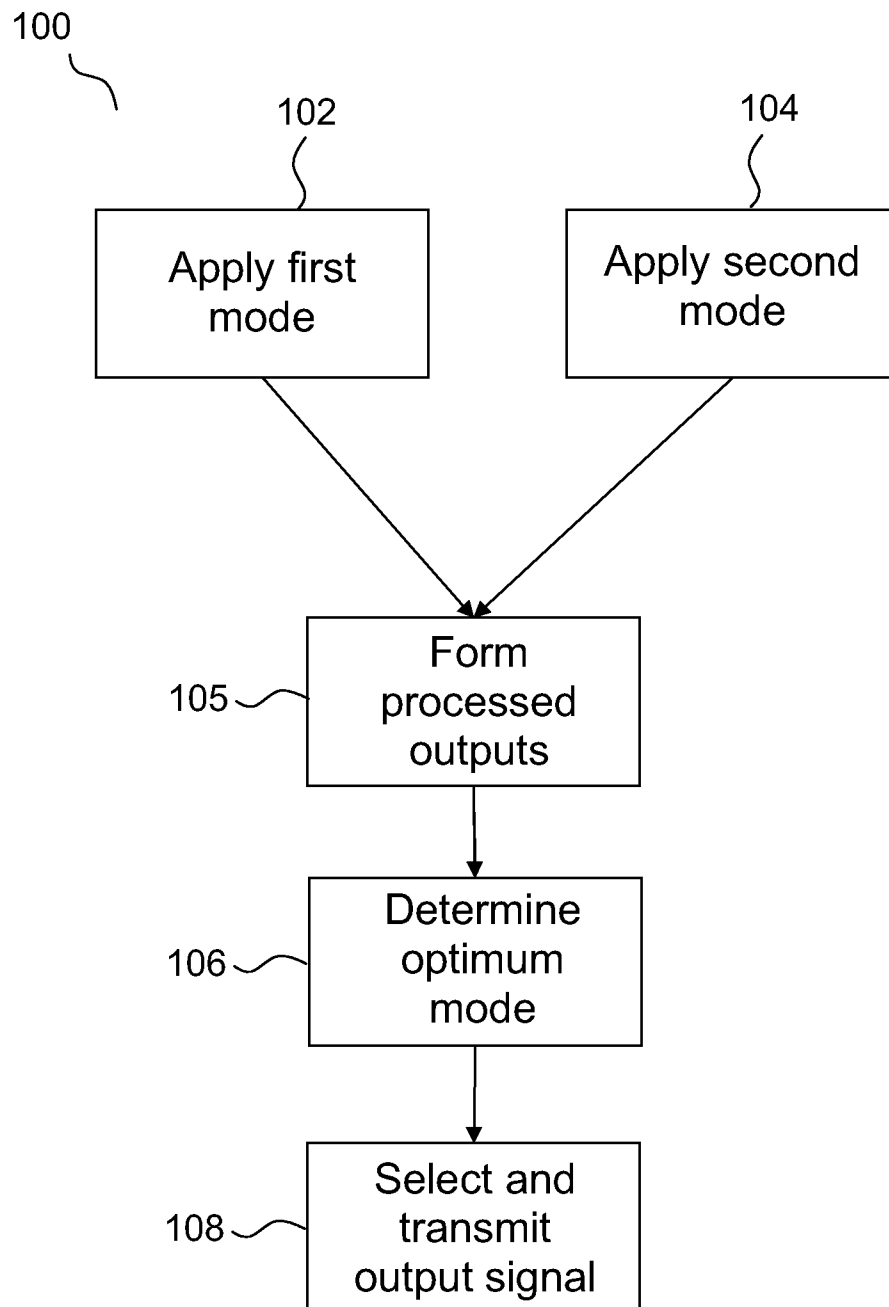 100
102
104
Apply first
mode
Apply second
mode
105
Form
processed
outputs
106
Determine
optimum
mode
108
Select and
transmit
output signal